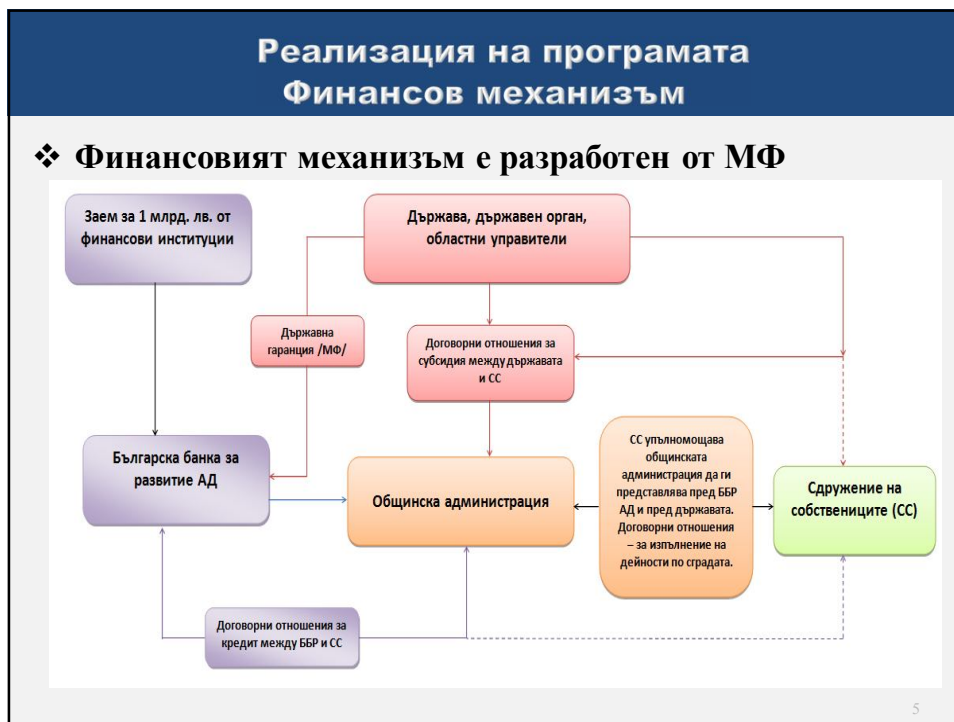 Реализация на програмата
Финансов механизъм
❖ Финансовият механизъм е разработен от МФ
Заем за 1 млрд. лв. от
финансови институции
Държава, държавен орган,
областни управители
Държавна
гаранция /МФ/
Договорни отношения за
субсидия между държавата
и СС
Българска банка за
развитие АД
Общинска администрация
СС упълномощава
общинската
администрация да ги
представлява пред ББР
АД и пред държавата.
Договорни отношения
– за изпълнение на
дейности по сградата.
Сдружение на
собствениците (СС)
Договорни отношения за
кредит между ББР и СС
5